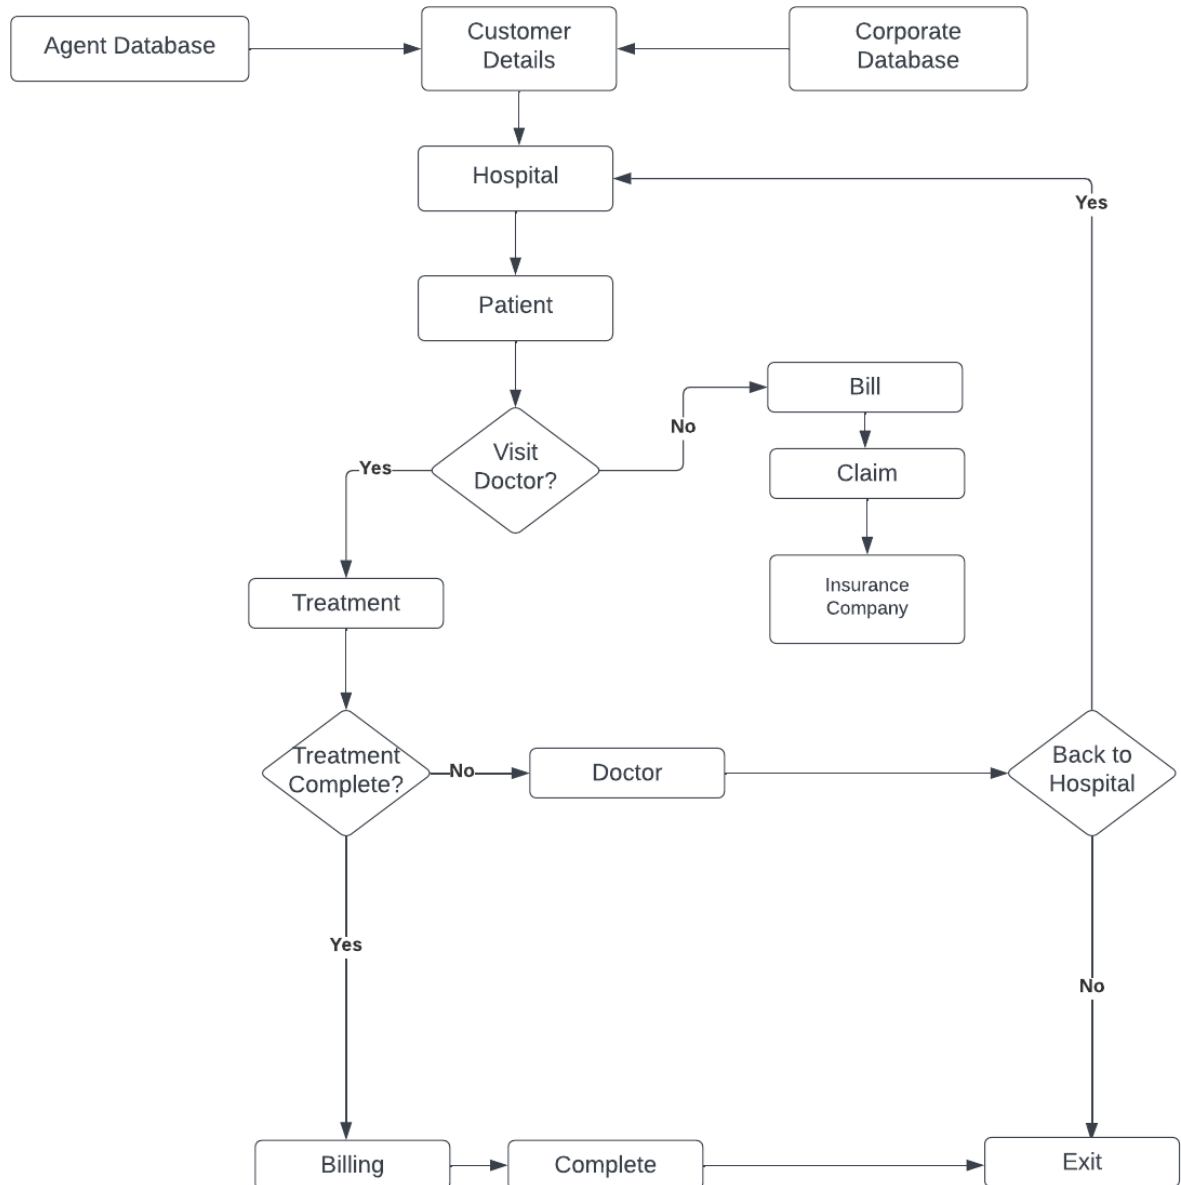 Agent Database
Customer
Details
Corporate
Database
Hospital
Yes
Patient
Bill
No
Visit
Doctor?
Yes
Claim
Insurance
Company
Treatment
Treatment
Complete?
No
Doctor
Back to
Hospital
Yes
No
Billing
Complete
Exit